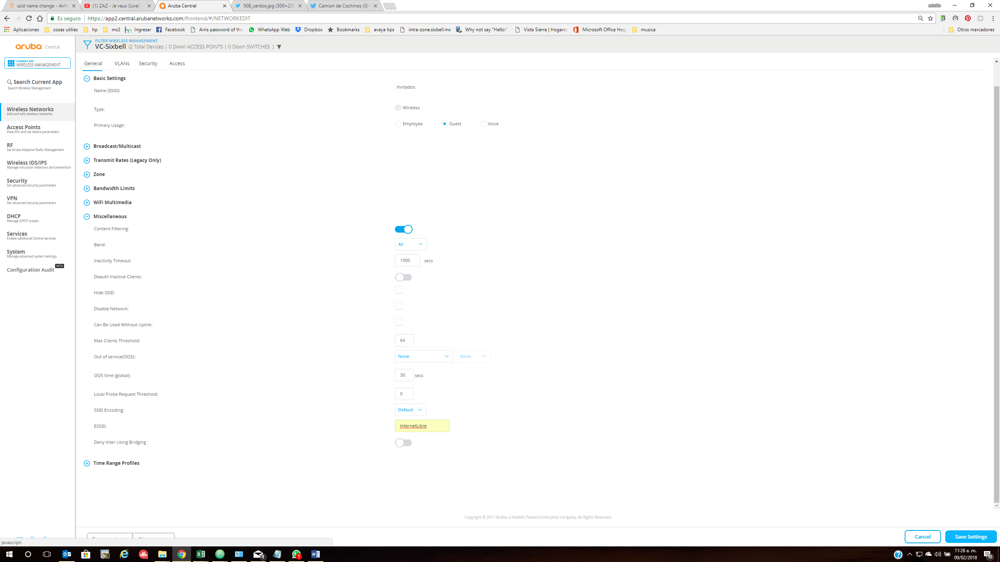 ssid name change - Airhe
(1) ZAZ - Je veux (Live) -
Aruba Central
508_cerdos.jpg (300×250
Camion de Cochinos (@
adolfo
Es seguro
https://app2.central.arubanetworks.com/frontend/#/NETWORKEDIT
Aplicaciones
cosas utilies
hp
ms3
Ingresar
Facebook
Arris password of the
WhatsApp Web
Dropbox
Bookmarks
avaya tips
intra-zone.sixbell.mx
Why not say "Hello!"
Vista Sierra | Hogares
Microsoft Office Hog
musica
Otros marcadores
aruba Central
CURRENT APP
WIRELESS MANAGEMENT
Search Current App
Search Wireless Management
Wireless Networks
Add and edit wireless networks
Access Points
View APs and set device parameters
RF
Set Aruba Adaptive Radio Management
Wireless IDS/IPS
Manage intrustion detection and prevention
Security
Set advanced security parameters
VPN
Set advanced security parameters
DHCP
Manage DHCP scopes
Services
Enable additional Central services
System
Manage advanced system settings
Configuration Audit BETA
FILTER WIRELESS MANAGEMENT
VC-Sixbell (2 Total Devices | 0 Down ACCESS POINTS | 0 Down SWITCHES )
General VLANs Security Access
Basic Settings
Name (SSID): Invitados
Type: Wireless
Primary Usage: Employee Guest Voice
Broadcast/Multicast
Transmit Rates (Legacy Only)
Zone
Bandwidth Limits
WiFi Multimedia
Miscellaneous
Content Filtering:
Band: All
Inactivity Timeout: 1000 secs
Deauth Inactive Clients:
Hide SSID:
Disable Network:
Can Be Used Without Uplink:
Max Clients Threshold: 64
Out of service(OOS):: None None
OOS time (global): 30 secs
Local Probe Request Threshold: 0
SSID Encoding: Default
ESSID: InternetLibre
Deny Inter Using Bridging :
Time Range Profiles
Copyright © 2017 Aruba, a Hewlett Packard Enterprise company. All Rights Reserved.
Cancel Save Settings
javascript:
3
1
11:26 a. m.
09/02/2018
10